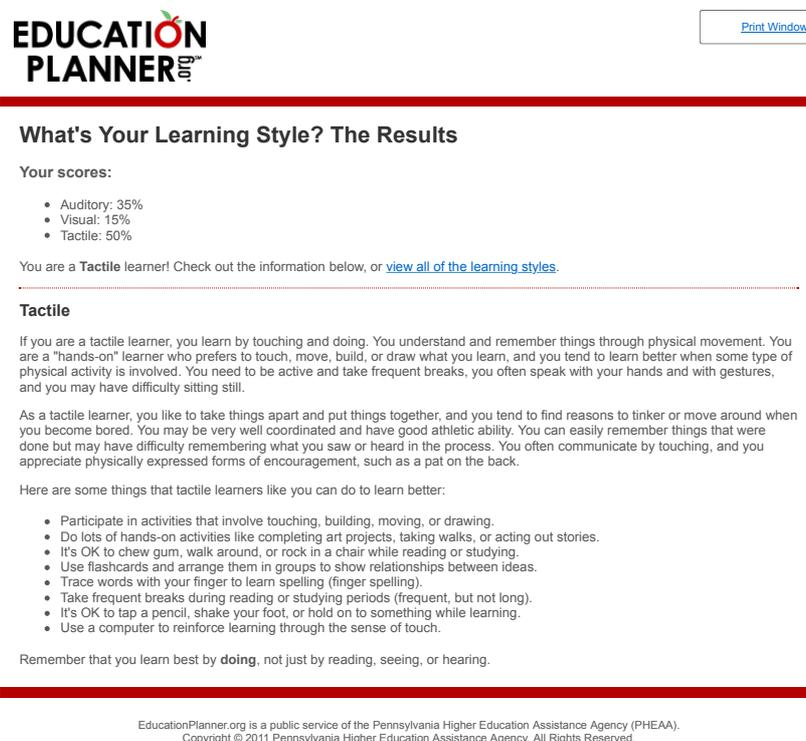 EDUCATION
PLANNER.org™
Print Window
What's Your Learning Style? The Results
Your scores:
Auditory: 35%
Visual: 15%
Tactile: 50%
You are a Tactile learner! Check out the information below, or view all of the learning styles.
Tactile
If you are a tactile learner, you learn by touching and doing. You understand and remember things through physical movement. You
are a "hands-on" learner who prefers to touch, move, build, or draw what you learn, and you tend to learn better when some type of
physical activity is involved. You need to be active and take frequent breaks, you often speak with your hands and with gestures,
and you may have difficulty sitting still.
As a tactile learner, you like to take things apart and put things together, and you tend to find reasons to tinker or move around when
you become bored. You may be very well coordinated and have good athletic ability. You can easily remember things that were
done but may have difficulty remembering what you saw or heard in the process. You often communicate by touching, and you
appreciate physically expressed forms of encouragement, such as a pat on the back.
Here are some things that tactile learners like you can do to learn better:
Participate in activities that involve touching, building, moving, or drawing.
Do lots of hands-on activities like completing art projects, taking walks, or acting out stories.
It's OK to chew gum, walk around, or rock in a chair while reading or studying.
Use flashcards and arrange them in groups to show relationships between ideas.
Trace words with your finger to learn spelling (finger spelling).
Take frequent breaks during reading or studying periods (frequent, but not long).
It's OK to tap a pencil, shake your foot, or hold on to something while learning.
Use a computer to reinforce learning through the sense of touch.
Remember that you learn best by doing, not just by reading, seeing, or hearing.
EducationPlanner.org is a public service of the Pennsylvania Higher Education Assistance Agency (PHEAA).
Copyright © 2011 Pennsylvania Higher Education Assistance Agency. All Rights Reserved.